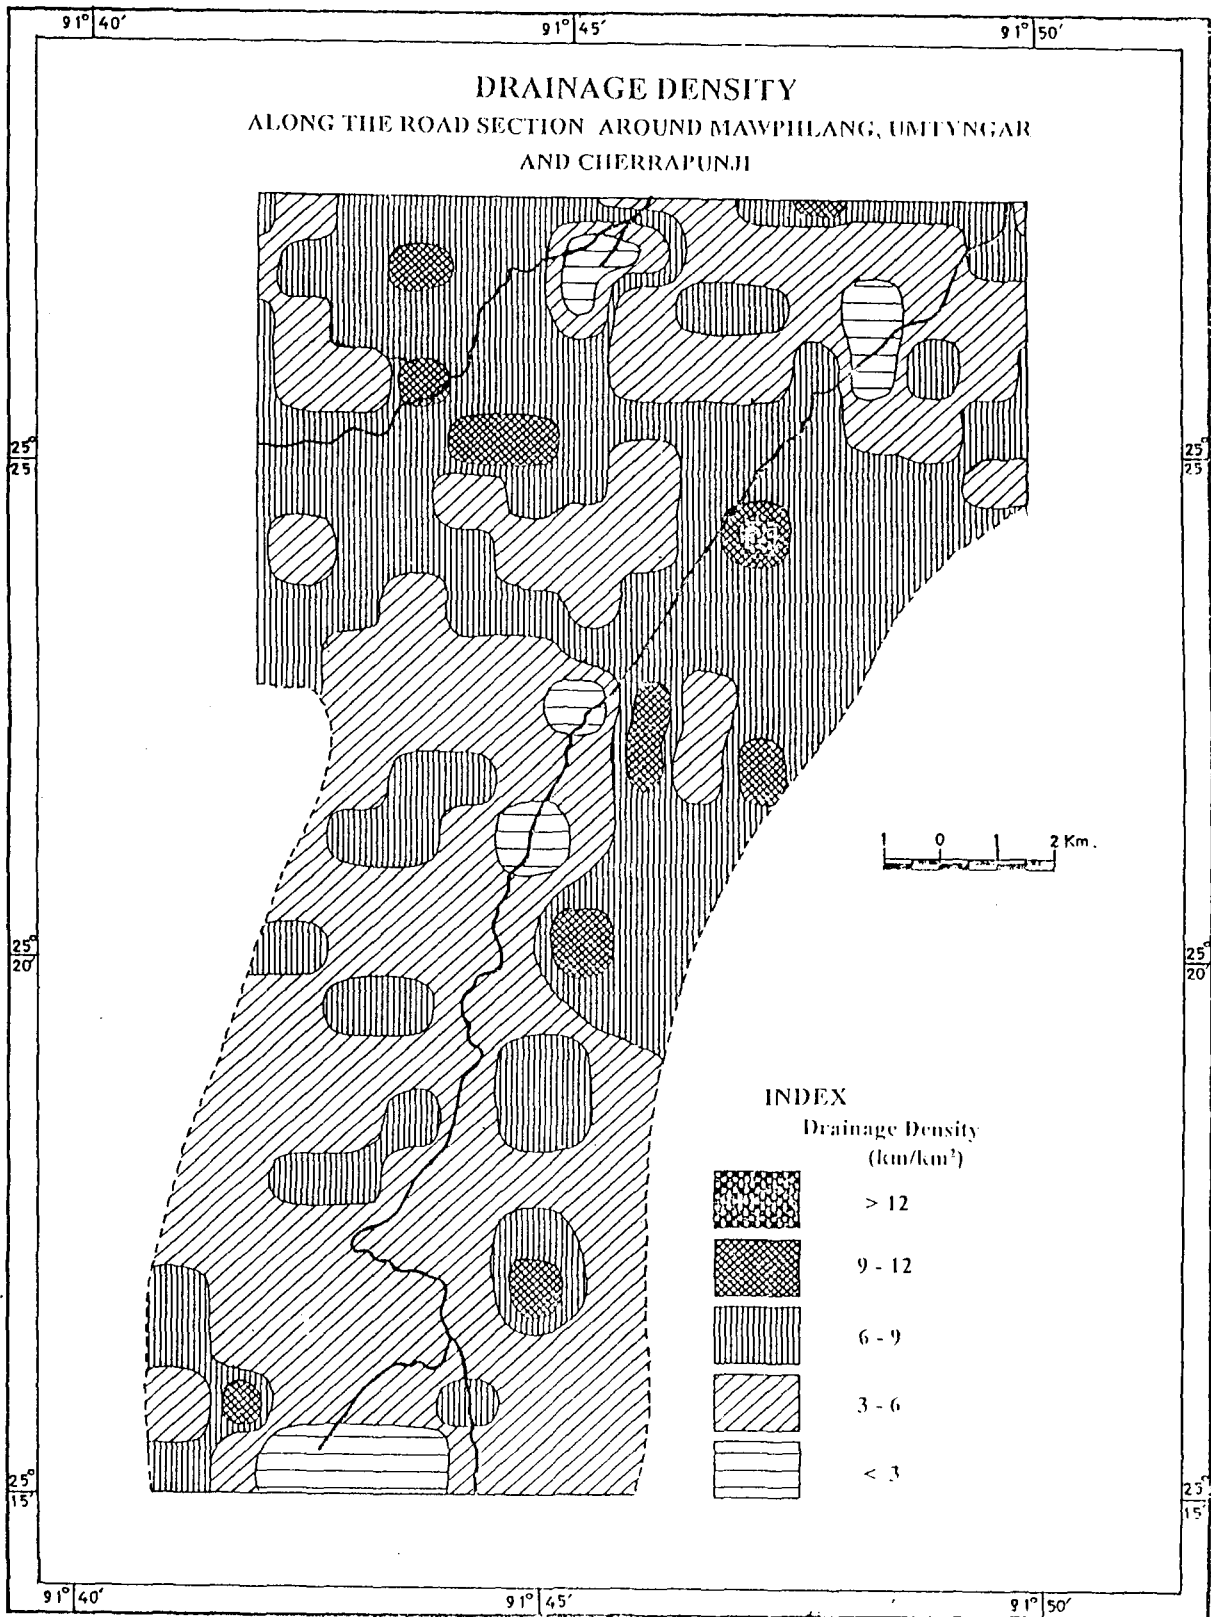 91° 40′ 91° 45′ 91° 50′
DRAINAGE DENSITY
ALONG THE ROAD SECTION AROUND MAWPHLANG, UMTYNGAR
AND CHERRAPUNJI
25° 25° 
25′ 25′
1 0 1 2 Km.
25° 25°
20′ 20′
INDEX
Drainage Density
(km/km²)
> 12
9 - 12
6 - 9
3 - 6
< 3
25° 25°
15′ 15′
91° 40′ 91° 45′ 91° 50′